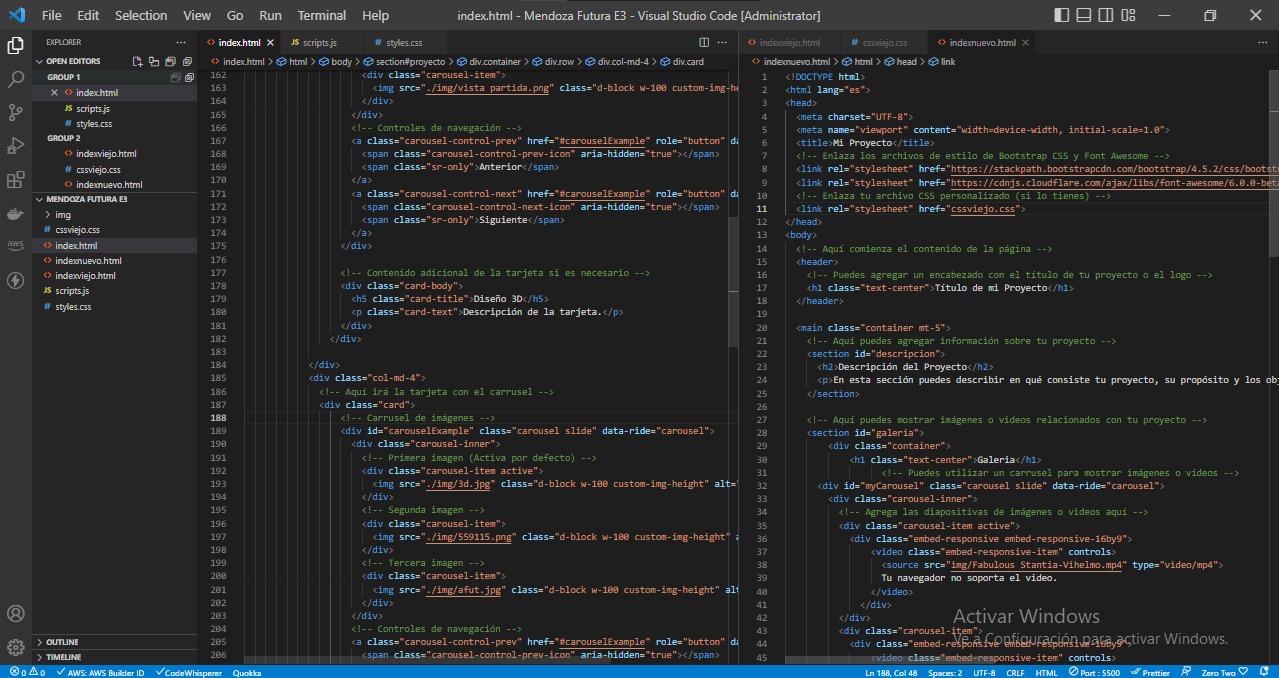 File Edit Selection View Go Run Terminal Help
index.html - Mendoza Futura E3 - Visual Studio Code [Administrator]
EXPLORER
OPEN EDITORS
GROUP 1
index.html
scripts.js
styles.css
GROUP 2
indexviejo.html
cssviejo.css
indexnuevo.html
MENDOZA FUTURA E3
img
cssviejo.css
index.html
indexnuevo.html
indexviejo.html
scripts.js
styles.css
OUTLINE
TIMELINE
aws
index.html scripts.js styles.css
index.html > html > body > section#proyecto > div.container > div.row > div.col-md-4 > div.card
162 <div class="carousel-item">
163 <img src="./img/vista_partida.png" class="d-block w-100 custom-img-he
164 </div>
165 </div>
166 <!-- Controles de navegación -->
167 <a class="carousel-control-prev" href="#carouselExample" role="button" da
168 <span class="carousel-control-prev-icon" aria-hidden="true"></span>
169 <span class="sr-only">Anterior</span>
170 </a>
171 <a class="carousel-control-next" href="#carouselExample" role="button" da
172 <span class="carousel-control-next-icon" aria-hidden="true"></span>
173 <span class="sr-only">Siguiente</span>
174 </a>
175 </div>
176
177 <!-- Contenido adicional de la tarjeta si es necesario -->
178 <div class="card-body">
179 <h5 class="card-title">Diseño 3D</h5>
180 <p class="card-text">Descripción de la tarjeta.</p>
181 </div>
182 </div>
183
184 </div>
185 <div class="col-md-4">
186 <!-- Aquí irá la tarjeta con el carrusel -->
187 <div class="card">
188 <!-- Carrusel de imágenes -->
189 <div id="carouselExample" class="carousel slide" data-ride="carousel">
190 <div class="carousel-inner">
191 <!-- Primera imagen (Activa por defecto) -->
192 <div class="carousel-item active">
193 <img src="./img/3d.jpg" class="d-block w-100 custom-img-height" alt="
194 </div>
195 <!-- Segunda imagen -->
196 <div class="carousel-item">
197 <img src="./img/559115.png" class="d-block w-100 custom-img-height" a
198 </div>
199 <!-- Tercera imagen -->
200 <div class="carousel-item">
201 <img src="./img/afut.jpg" class="d-block w-100 custom-img-height" alt
202 </div>
203 </div>
204 <!-- Controles de navegación -->
205 <a class="carousel-control-prev" href="#carouselExample" role="button" da
206 <span class="carousel-control-prev-icon" aria-hidden="true"></span>
indexviejo.html cssviejo.css indexnuevo.html
indexnuevo.html > html > head > link
1 <!DOCTYPE html>
2 <html lang="es">
3 <head>
4 <meta charset="UTF-8">
5 <meta name="viewport" content="width=device-width, initial-scale=1.0">
6 <title>Mi Proyecto</title>
7 <!-- Enlaza los archivos de estilo de Bootstrap CSS y Font Awesome -->
8 <link rel="stylesheet" href="https://stackpath.bootstrapcdn.com/bootstrap/4.5.2/css/bootst
9 <link rel="stylesheet" href="https://cdnjs.cloudflare.com/ajax/libs/font-awesome/6.0.0-bet
10 <!-- Enlaza tu archivo CSS personalizado (si lo tienes) -->
11 <link rel="stylesheet" href="cssviejo.css">
12 </head>
13 <body>
14 <!-- Aquí comienza el contenido de la página -->
15 <header>
16 <!-- Puedes agregar un encabezado con el título de tu proyecto o el logo -->
17 <h1 class="text-center">Título de mi Proyecto</h1>
18 </header>
19
20 <main class="container mt-5">
21 <!-- Aquí puedes agregar información sobre tu proyecto -->
22 <section id="descripcion">
23 <h2>Descripción del Proyecto</h2>
24 <p>En esta sección puedes describir en qué consiste tu proyecto, su propósito y los obj
25 </section>
26
27 <!-- Aquí puedes mostrar imágenes o videos relacionados con tu proyecto -->
28 <section id="galeria">
29 <div class="container">
30 <h1 class="text-center">Galeria</h1>
31 <!-- Puedes utilizar un carrusel para mostrar imágenes o videos -->
32 <div id="myCarousel" class="carousel slide" data-ride="carousel">
33 <div class="carousel-inner">
34 <!-- Agrega las diapositivas de imágenes o videos aquí -->
35 <div class="carousel-item active">
36 <div class="embed-responsive embed-responsive-16by9">
37 <video class="embed-responsive-item" controls>
38 <source src="img/Fabulous Stantia-Vihelmo.mp4" type="video/mp4">
39 Tu navegador no soporta el video.
40 </video>
41 </div>
42 </div>
43 <div class="carousel-item">
44 <div class="embed-responsive embed-responsive-16by9">
45 <video class="embed-responsive-item" controls>
Activar Windows
Ve a Configuración para activar Windows.
0 0 AWS: AWS Builder ID CodeWhisperer Quokka
Ln 188, Col 48 Spaces: 2 UTF-8 CRLF HTML Port : 5500 Prettier Zero Two